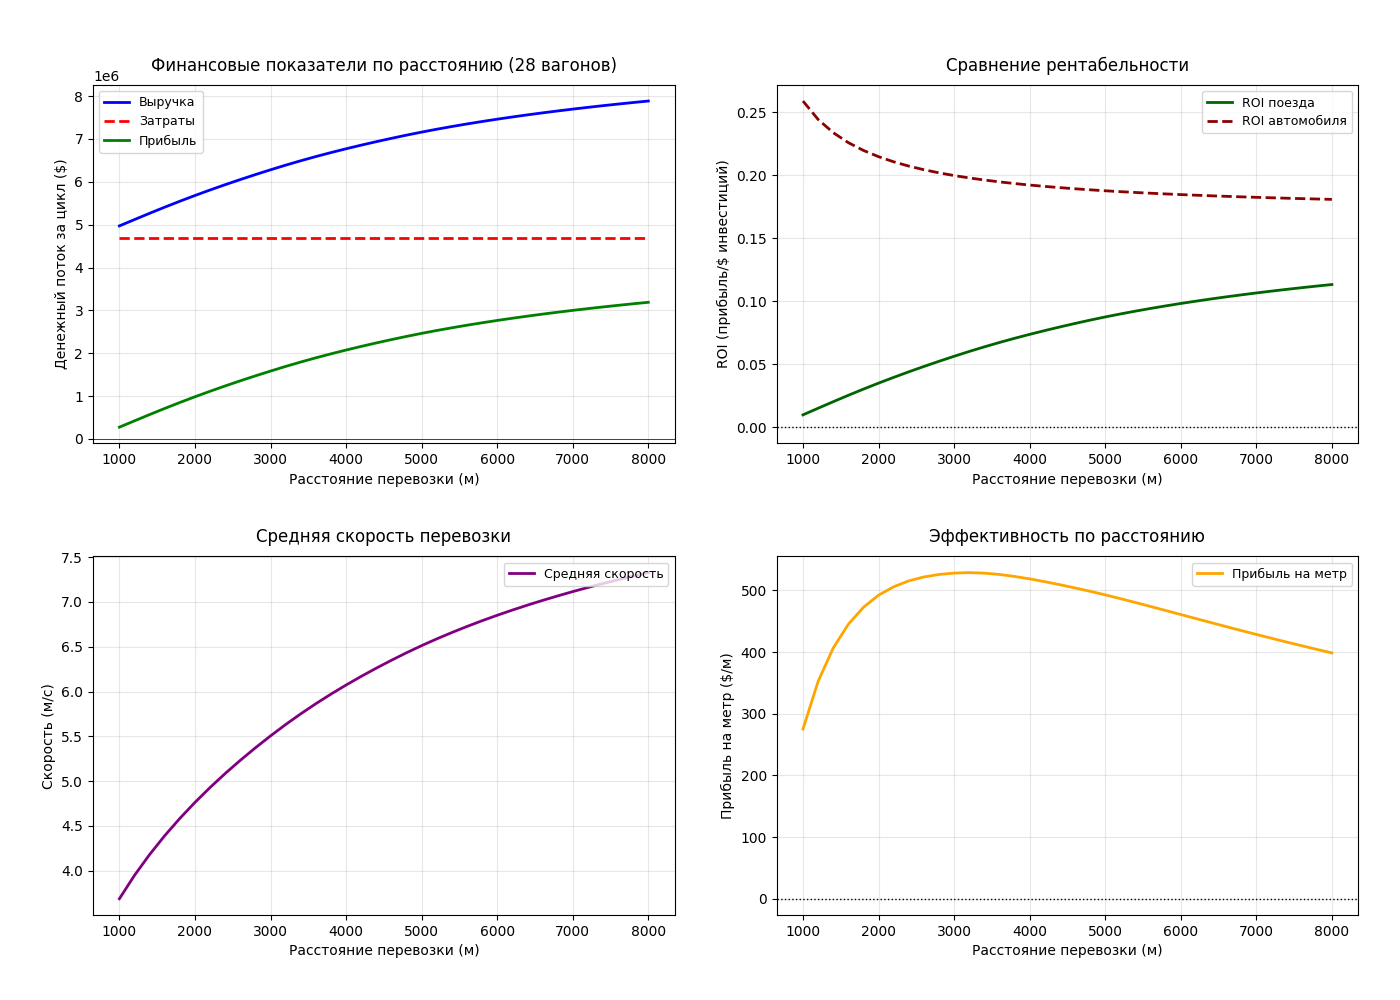 Финансовые показатели по расстоянию (28 вагонов)
1e6
8
7
6
5
4
3
2
1
0
Денежный поток за цикл ($)
Выручка
Затраты
Прибыль
1000 2000 3000 4000 5000 6000 7000 8000
Расстояние перевозки (м)
Сравнение рентабельности
0.25
0.20
0.15
0.10
0.05
0.00
ROI (прибыль/$ инвестиций)
ROI поезда
ROI автомобиля
1000 2000 3000 4000 5000 6000 7000 8000
Расстояние перевозки (м)
Средняя скорость перевозки
7.5
7.0
6.5
6.0
5.5
5.0
4.5
4.0
Скорость (м/с)
Средняя скорость
1000 2000 3000 4000 5000 6000 7000 8000
Расстояние перевозки (м)
Эффективность по расстоянию
500
400
300
200
100
0
Прибыль на метр ($/м)
Прибыль на метр
1000 2000 3000 4000 5000 6000 7000 8000
Расстояние перевозки (м)